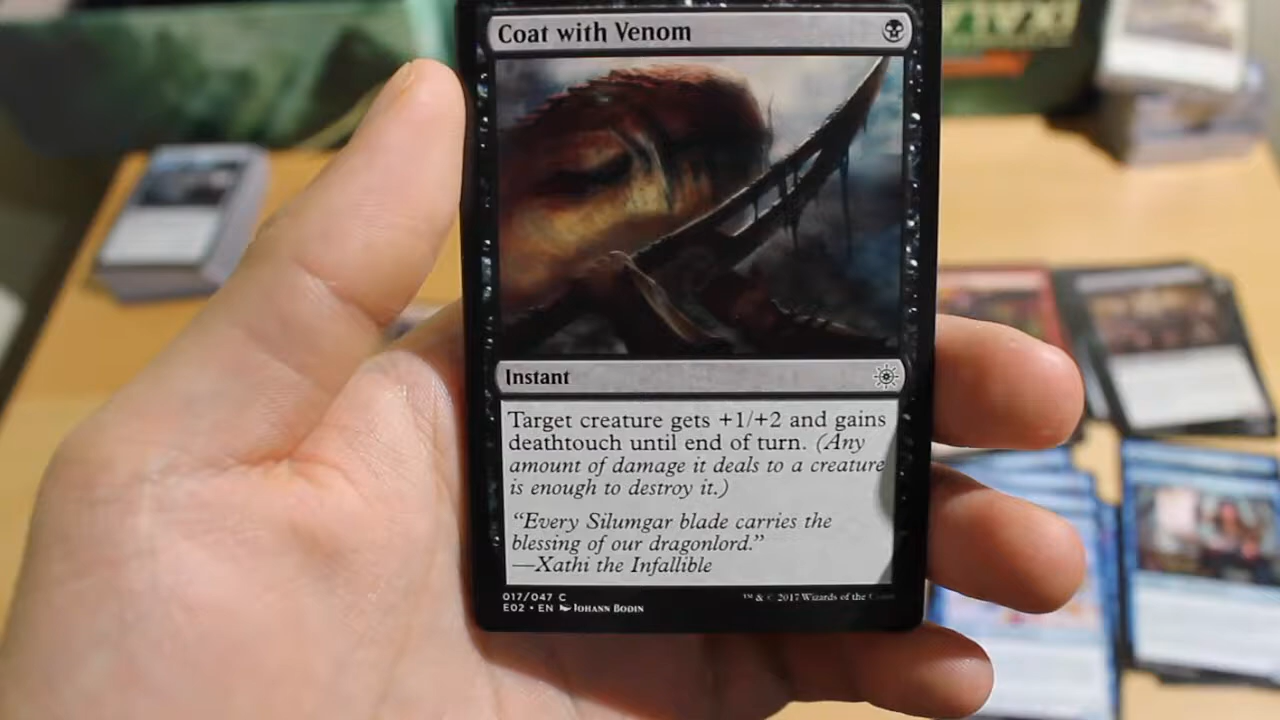 Coat with Venom
Instant
Target creature gets +1/+2 and gains
deathtouch until end of turn. (Any
amount of damage it deals to a creature
is enough to destroy it.)
“Every Silumgar blade carries the
blessing of our dragonlord.”
—Xathi the Infallible
017/047 C
E02 • EN Johann Bodin
™ & © 2017 Wizards of the Coast